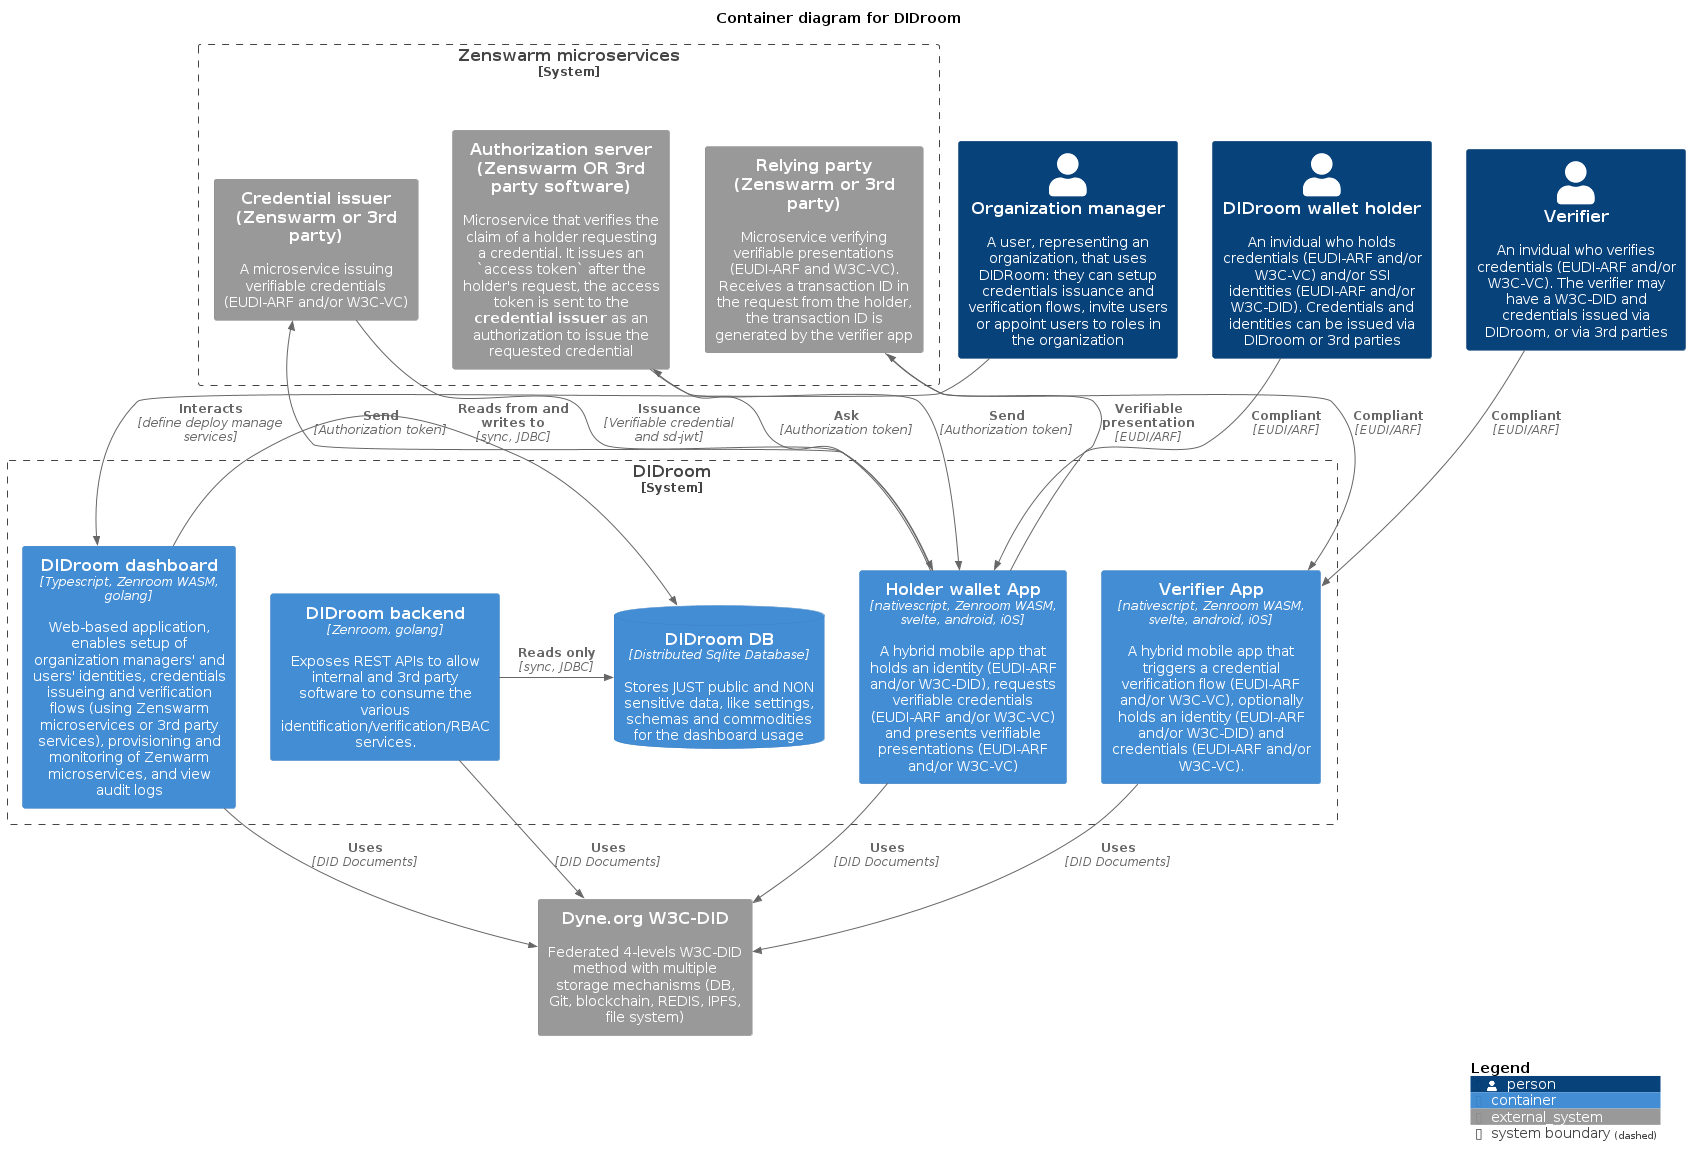 Container diagram for DIDroom
Zenswarm microservices
[System]
Credential issuer
(Zenswarm or 3rd
party)
A microservice issuing
verifiable credentials
(EUDI-ARF and/or W3C-VC)
Authorization server
(Zenswarm OR 3rd
party software)
Microservice that verifies the
claim of a holder requesting
a credential. It issues an
`access token` after the
holder's request, the access
token is sent to the
credential issuer as an
authorization to issue the
requested credential
Relying party
(Zenswarm or 3rd
party)
Microservice verifying
verifiable presentations
(EUDI-ARF and W3C-VC).
Receives a transaction ID in
the request from the holder,
the transaction ID is
generated by the verifier app
Organization manager
A user, representing an
organization, that uses
DIDRoom: they can setup
credentials issuance and
verification flows, invite users
or appoint users to roles in
the organization
DIDroom wallet holder
An invidual who holds
credentials (EUDI-ARF and/or
W3C-VC) and/or SSI
identities (EUDI-ARF and/or
W3C-DID). Credentials and
identities can be issued via
DIDroom or 3rd parties
Verifier
An invidual who verifies
credentials (EUDI-ARF and/or
W3C-VC). The verifier may
have a W3C-DID and
credentials issued via
DIDroom, or via 3rd parties
Interacts
[define deploy manage
services]
Send
[Authorization token]
Reads from and
writes to
[sync, JDBC]
Issuance
[Verifiable credential
and sd-jwt]
Ask
[Authorization token]
Send
[Authorization token]
Verifiable
presentation
[EUDI/ARF]
Compliant
[EUDI/ARF]
Compliant
[EUDI/ARF]
Compliant
[EUDI/ARF]
DIDroom
[System]
DIDroom dashboard
[Typescript, Zenroom WASM,
golang]
Web-based application,
enables setup of
organization managers' and
users' identities, credentials
issueing and verification
flows (using Zenswarm
microservices or 3rd party
services), provisioning and
monitoring of Zenwarm
microservices, and view
audit logs
DIDroom backend
[Zenroom, golang]
Exposes REST APIs to allow
internal and 3rd party
software to consume the
various
identification/verification/RBAC
services.
Reads only
[sync, JDBC]
DIDroom DB
[Distributed Sqlite Database]
Stores JUST public and NON
sensitive data, like settings,
schemas and commodities
for the dashboard usage
Holder wallet App
[nativescript, Zenroom WASM,
svelte, android, iOS]
A hybrid mobile app that
holds an identity (EUDI-ARF
and/or W3C-DID), requests
verifiable credentials
(EUDI-ARF and/or W3C-VC)
and presents verifiable
presentations (EUDI-ARF
and/or W3C-VC)
Verifier App
[nativescript, Zenroom WASM,
svelte, android, iOS]
A hybrid mobile app that
triggers a credential
verification flow (EUDI-ARF
and/or W3C-VC), optionally
holds an identity (EUDI-ARF
and/or W3C-DID) and
credentials (EUDI-ARF and/or
W3C-VC).
Uses
[DID Documents]
Uses
[DID Documents]
Uses
[DID Documents]
Uses
[DID Documents]
Dyne.org W3C-DID
Federated 4-levels W3C-DID
method with multiple
storage mechanisms (DB,
Git, blockchain, REDIS, IPFS,
file system)
Legend
person
container
external_system
system boundary (dashed)